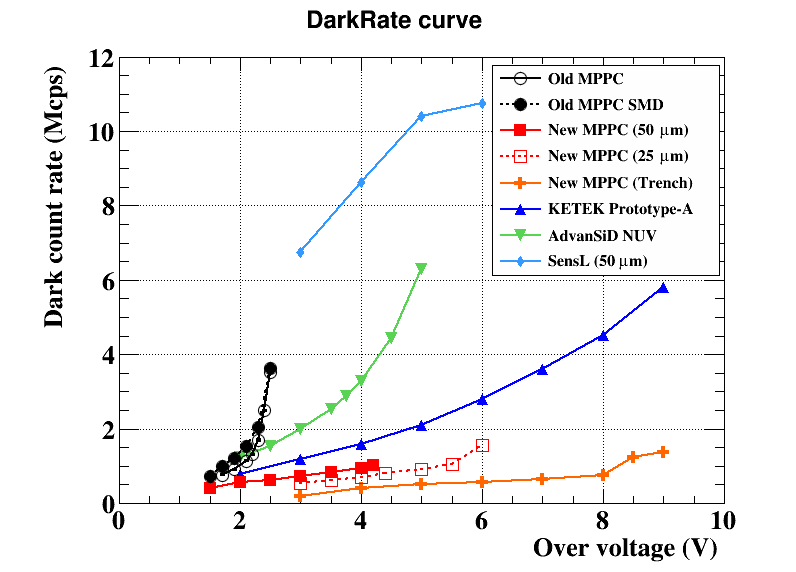 DarkRate curve
Dark count rate (Mcps)
12
10
8
6
4
2
0
Old MPPC
Old MPPC SMD
New MPPC (50 μm)
New MPPC (25 μm)
New MPPC (Trench)
KETEK Prototype-A
AdvanSiD NUV
SensL (50 μm)
0 2 4 6 8 10
Over voltage (V)